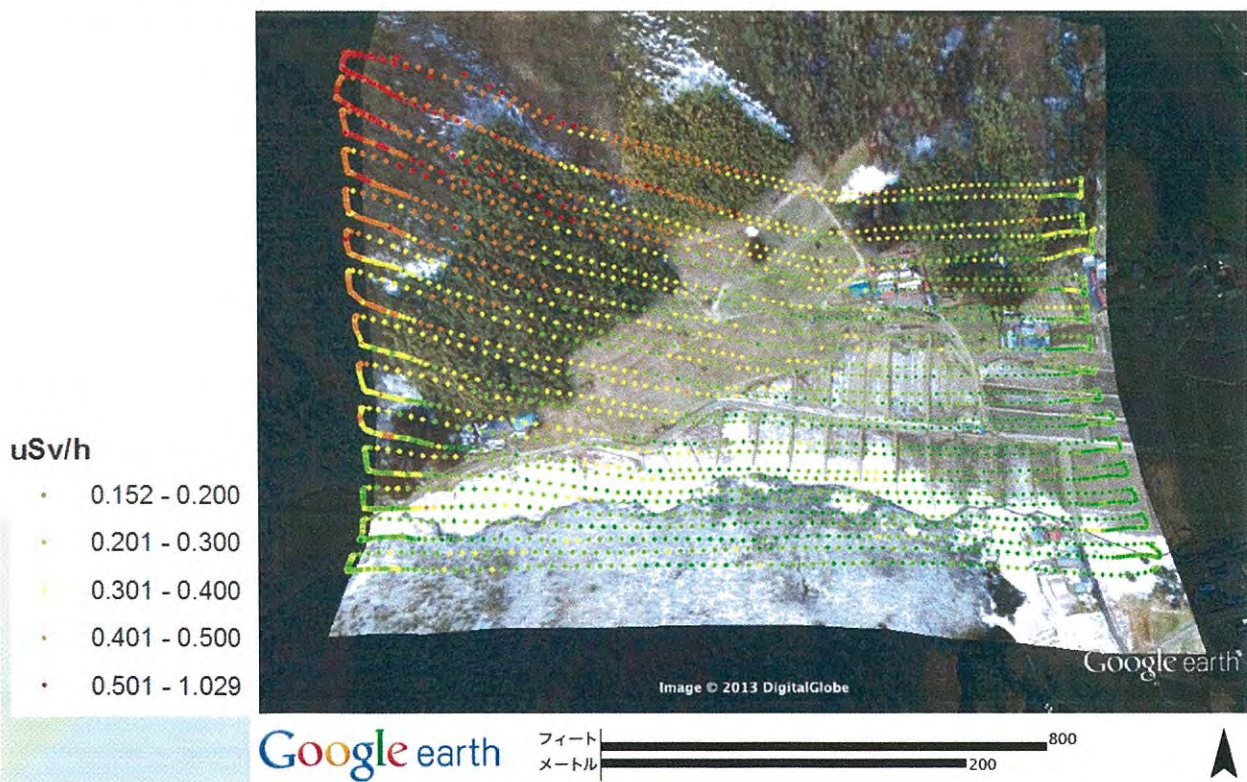 uSv/h
0.152 - 0.200
0.201 - 0.300
0.301 - 0.400
0.401 - 0.500
0.501 - 1.029
Google earth
Image © 2013 DigitalGlobe
Google earth
フィート 800
メートル 200